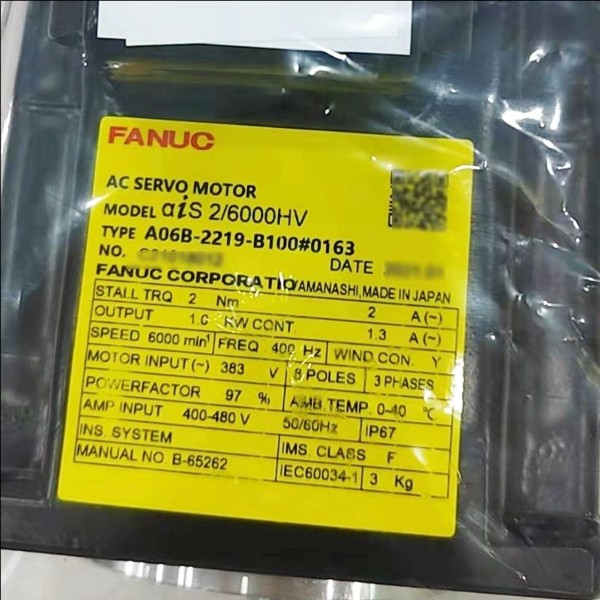 FANUC
AC SERVO MOTOR
MODEL αiS 2/6000HV
TYPE A06B-2219-B100#0163
NO.
DATE
FANUC CORPORATIO YAMANASHI, MADE IN JAPAN
STALL TRQ 2 Nm 2 A(~)
OUTPUT 1.0 KW CONT. 1.3 A(~)
SPEED 6000 min¹ FREQ 400 Hz WIND.CON. Y
MOTOR INPUT(~) 383 V 8 POLES 3 PHASES
POWERFACTOR 97 % AMB.TEMP. 0-40 ℃
AMP INPUT 400-480 V 50/60Hz IP67
INS. SYSTEM IMS. CLASS F
MANUAL NO. B-65262 IEC60034-1 3 Kg